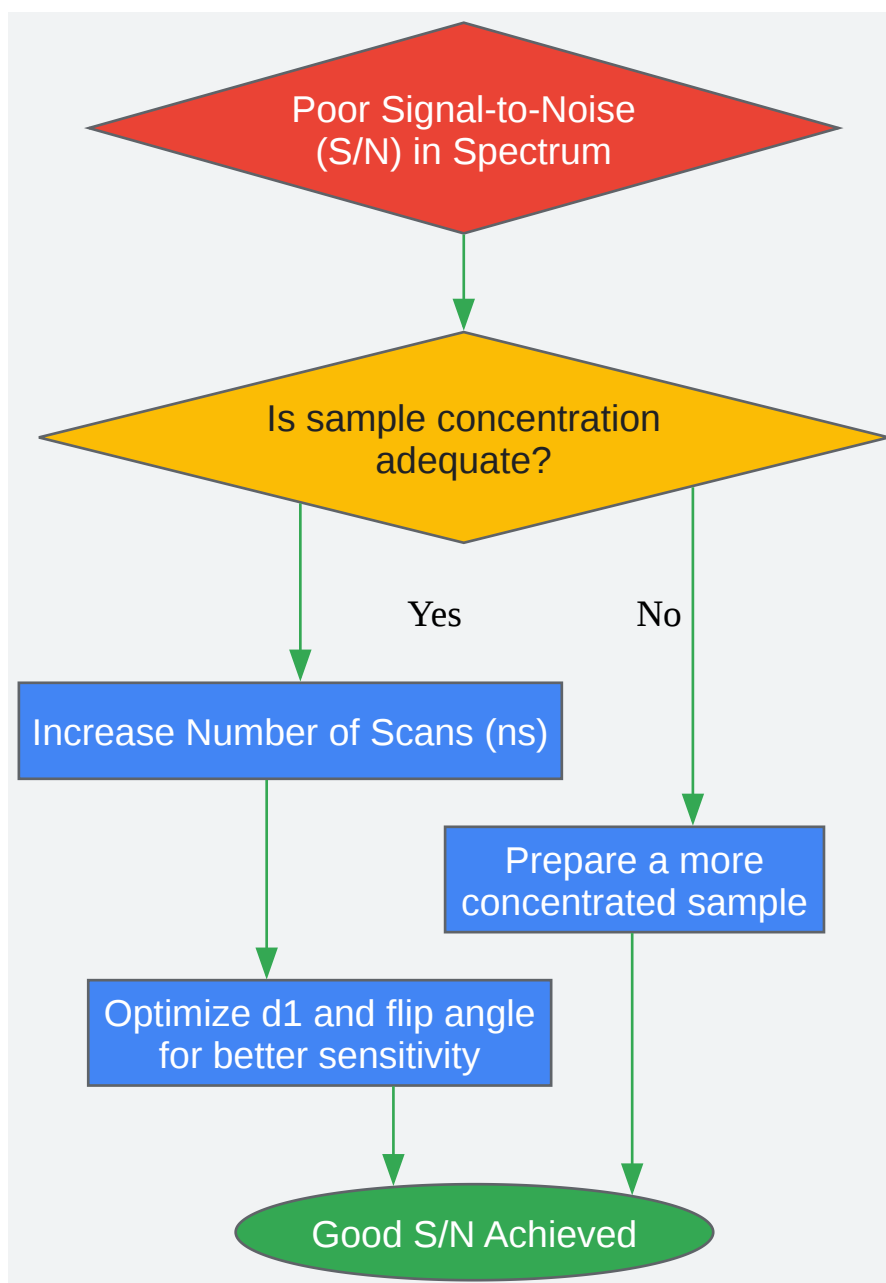 Poor Signal-to-Noise
(S/N) in Spectrum
Is sample concentration
adequate?
Yes
No
Increase Number of Scans (ns)
Prepare a more
concentrated sample
Optimize d1 and flip angle
for better sensitivity
Good S/N Achieved